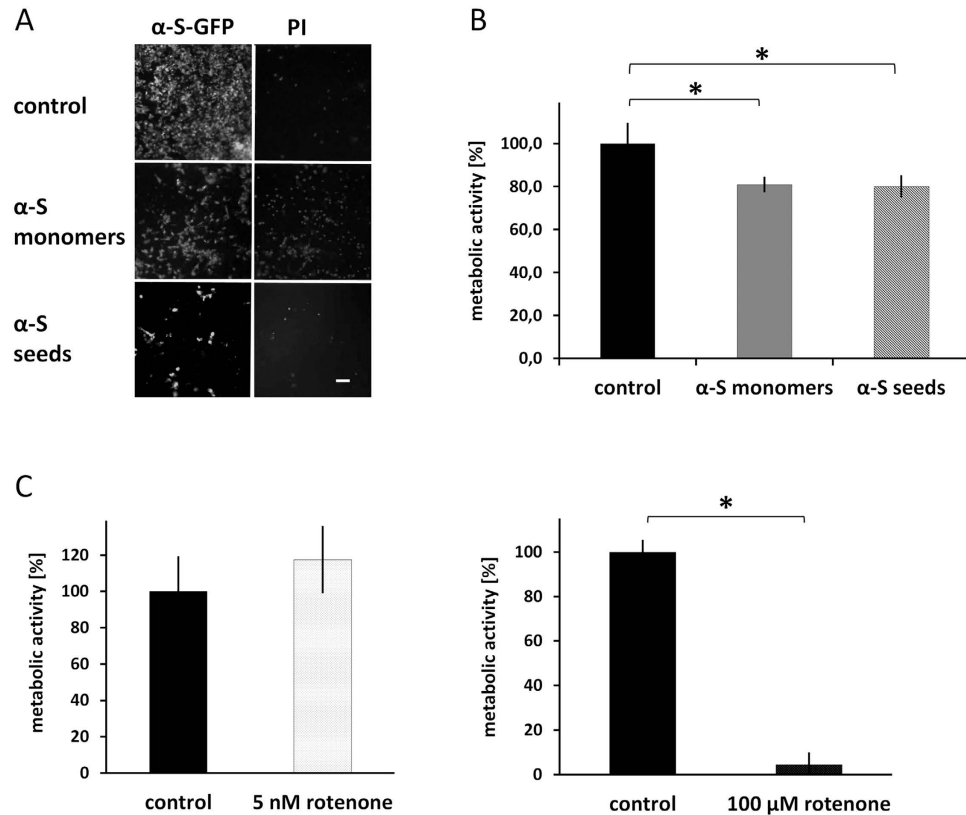 A
α-S-GFP PI
control
α-S
monomers
α-S
seeds
B
*
*
metabolic activity [%]
100,0
80,0
60,0
40,0
20,0
0,0
control α-S monomers α-S seeds
C
metabolic activity [%]
120
100
80
60
40
20
0
control 5 nM rotenone
*
metabolic activity [%]
100
80
60
40
20
0
control 100 µM rotenone